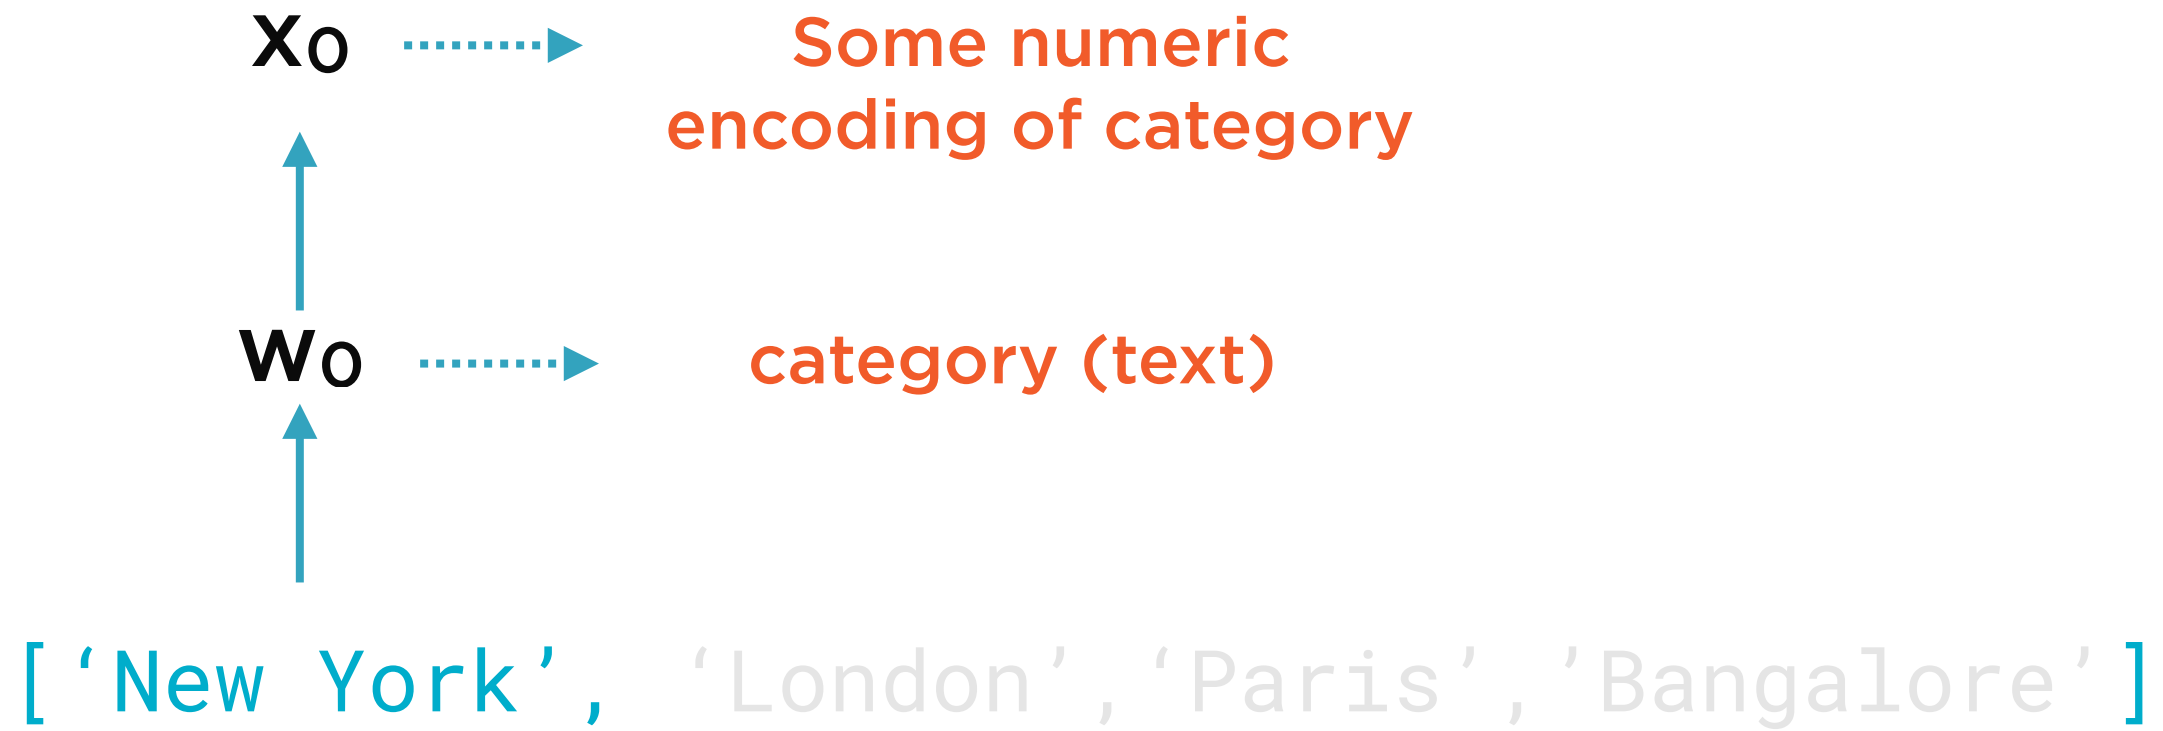 x0 Some numeric
encoding of category
w0 category (text)
[‘New York’, ‘London’,‘Paris’,’Bangalore’]